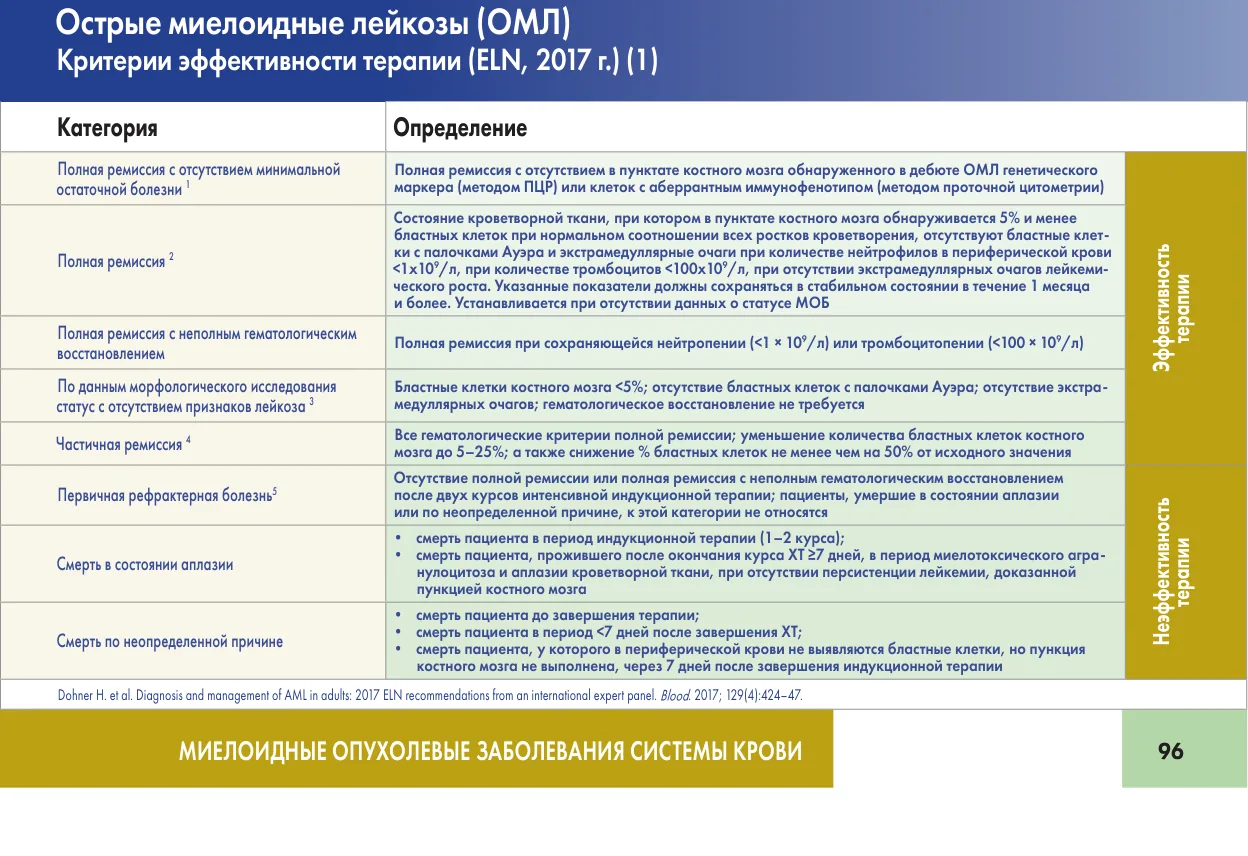 Острые миелоидные лейкозы (ОМЛ)
Критерии эффективности терапии (ELN, 2017 г.) (1)
Категория
Определение
Полная ремиссия с отсутствием минимальной
остаточной болезни 1
Полная ремиссия с отсутствием в пунктате костного мозга обнаруженного в дебюте ОМЛ генетического
маркера (методом ПЦР) или клеток с аберрантным иммунофенотипом (методом проточной цитометрии)
Полная ремиссия 2
Состояние кроветворной ткани, при котором в пунктате костного мозга обнаруживается 5% и менее
бластных клеток при нормальном соотношении всех ростков кроветворения, отсутствуют бластные клет-
ки с палочками Ауэра и экстрамедуллярные очаги при количестве нейтрофилов в периферической крови
<1x10⁹/л, при количестве тромбоцитов <100x10⁹/л, при отсутствии экстрамедуллярных очагов лейкеми-
ческого роста. Указанные показатели должны сохраняться в стабильном состоянии в течение 1 месяца
и более. Устанавливается при отсутствии данных о статусе МОБ
Полная ремиссия с неполным гематологическим
восстановлением
Полная ремиссия при сохраняющейся нейтропении (<1 × 10⁹/л) или тромбоцитопении (<100 × 10⁹/л)
По данным морфологического исследования
статус с отсутствием признаков лейкоза 3
Бластные клетки костного мозга <5%; отсутствие бластных клеток с палочками Ауэра; отсутствие экстра-
медуллярных очагов; гематологическое восстановление не требуется
Частичная ремиссия 4
Все гематологические критерии полной ремиссии; уменьшение количества бластных клеток костного
мозга до 5–25%; а также снижение % бластных клеток не менее чем на 50% от исходного значения
Эффективность
терапии
Первичная рефрактерная болезнь5
Отсутствие полной ремиссии или полная ремиссия с неполным гематологическим восстановлением
после двух курсов интенсивной индукционной терапии; пациенты, умершие в состоянии аплазии
или по неопределенной причине, к этой категории не относятся
Смерть в состоянии аплазии
• смерть пациента в период индукционной терапии (1–2 курса);
• смерть пациента, прожившего после окончания курса ХТ ≥7 дней, в период миелотоксического агра-
нулоцитоза и аплазии кроветворной ткани, при отсутствии персистенции лейкемии, доказанной
пункцией костного мозга
Смерть по неопределенной причине
• смерть пациента до завершения терапии;
• смерть пациента в период <7 дней после завершения ХТ;
• смерть пациента, у которого в периферической крови не выявляются бластные клетки, но пункция
костного мозга не выполнена, через 7 дней после завершения индукционной терапии
Неэффективность
терапии
Dohner H. et al. Diagnosis and management of AML in adults: 2017 ELN recommendations from an international expert panel. Blood. 2017; 129(4):424–47.
МИЕЛОИДНЫЕ ОПУХОЛЕВЫЕ ЗАБОЛЕВАНИЯ СИСТЕМЫ КРОВИ
96